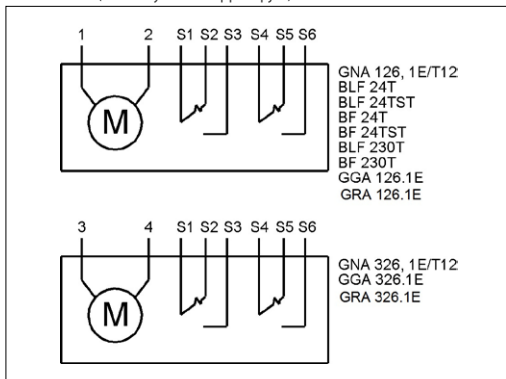 1 2 S1 S2 S3 S4 S5 S6
GNA 126, 1E/T12
BLF 24T
BLF 24TST
BF 24T
BF 24TST
BLF 230T
BF 230T
GGA 126.1E
GRA 126.1E
M
3 4 S1 S2 S3 S4 S5 S6
GNA 326, 1E/T12
GGA 326.1E
GRA 326.1E
M